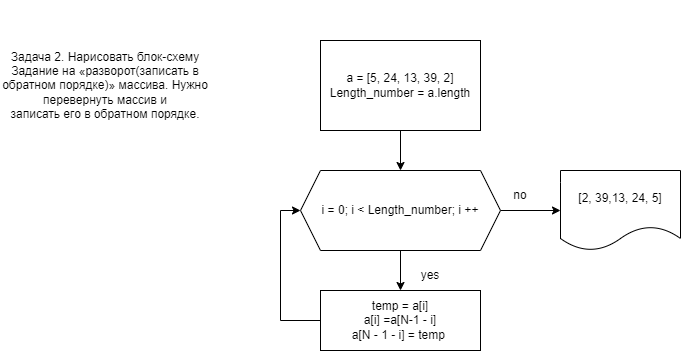 Задача 2. Нарисовать блок-схему
Задание на «разворот(записать в
обратном порядке)» массива. Нужно
перевернуть массив и
записать его в обратном порядке.
a = [5, 24, 13, 39, 2]
Length_number = a.length
i = 0; i < Length_number; i ++
no
[2, 39,13, 24, 5]
yes
temp = a[i]
a[i] =a[N-1 - i]
a[N - 1 - i] = temp